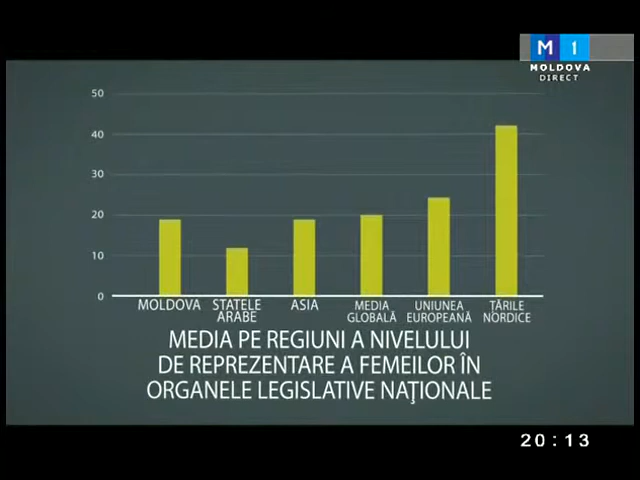 M 1
MOLDOVA
DIRECT
50
40
30
20
10
0
MOLDOVA
STATELE
ARABE
ASIA
MEDIA
GLOBALĂ
UNIUNEA
EUROPEANĂ
ȚĂRILE
NORDICE
MEDIA PE REGIUNI A NIVELULUI
DE REPREZENTARE A FEMEILOR ÎN
ORGANELE LEGISLATIVE NAŢIONALE
20:13